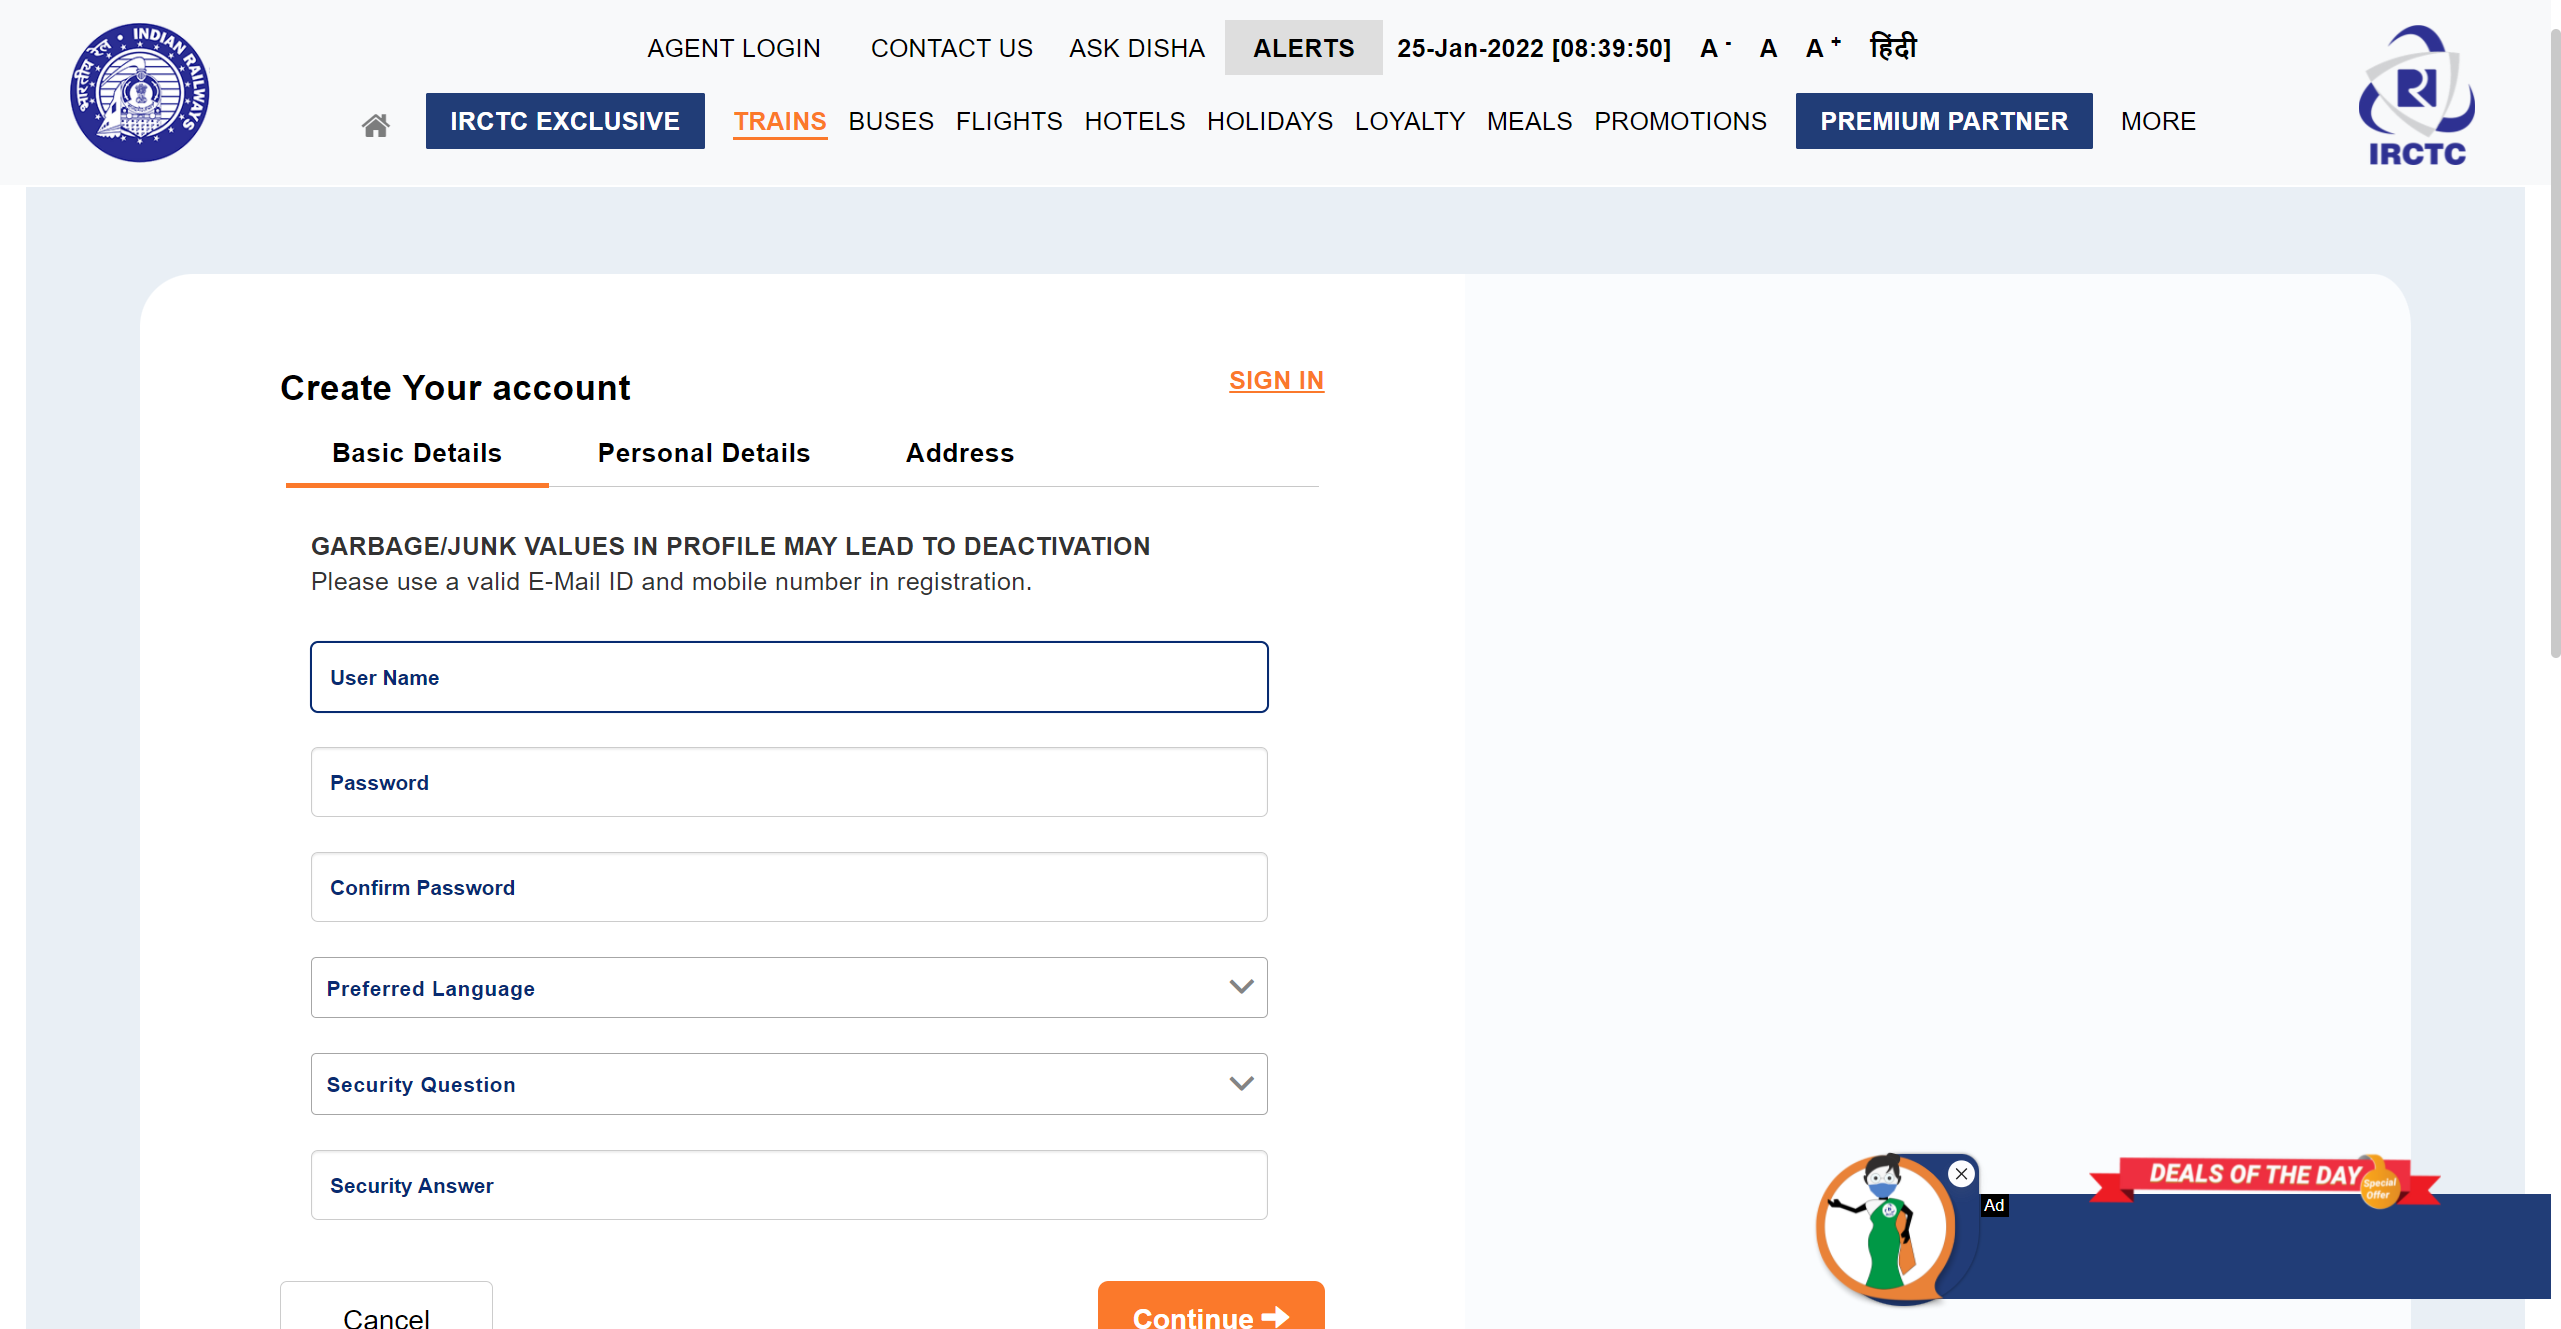 भारतीय रेल • INDIAN RAILWAYS
AGENT LOGIN CONTACT US ASK DISHA ALERTS 25-Jan-2022 [08:39:50] A - A A + हिंदी
IRCTC EXCLUSIVE TRAINS BUSES FLIGHTS HOTELS HOLIDAYS LOYALTY MEALS PROMOTIONS PREMIUM PARTNER MORE
IRCTC
Create Your account
SIGN IN
Basic Details Personal Details Address
GARBAGE/JUNK VALUES IN PROFILE MAY LEAD TO DEACTIVATION
Please use a valid E-Mail ID and mobile number in registration.
User Name
Password
Confirm Password
Preferred Language
Security Question
Security Answer
DEALS OF THE DAY
Special
Offer
Ad
Cancel
Continue